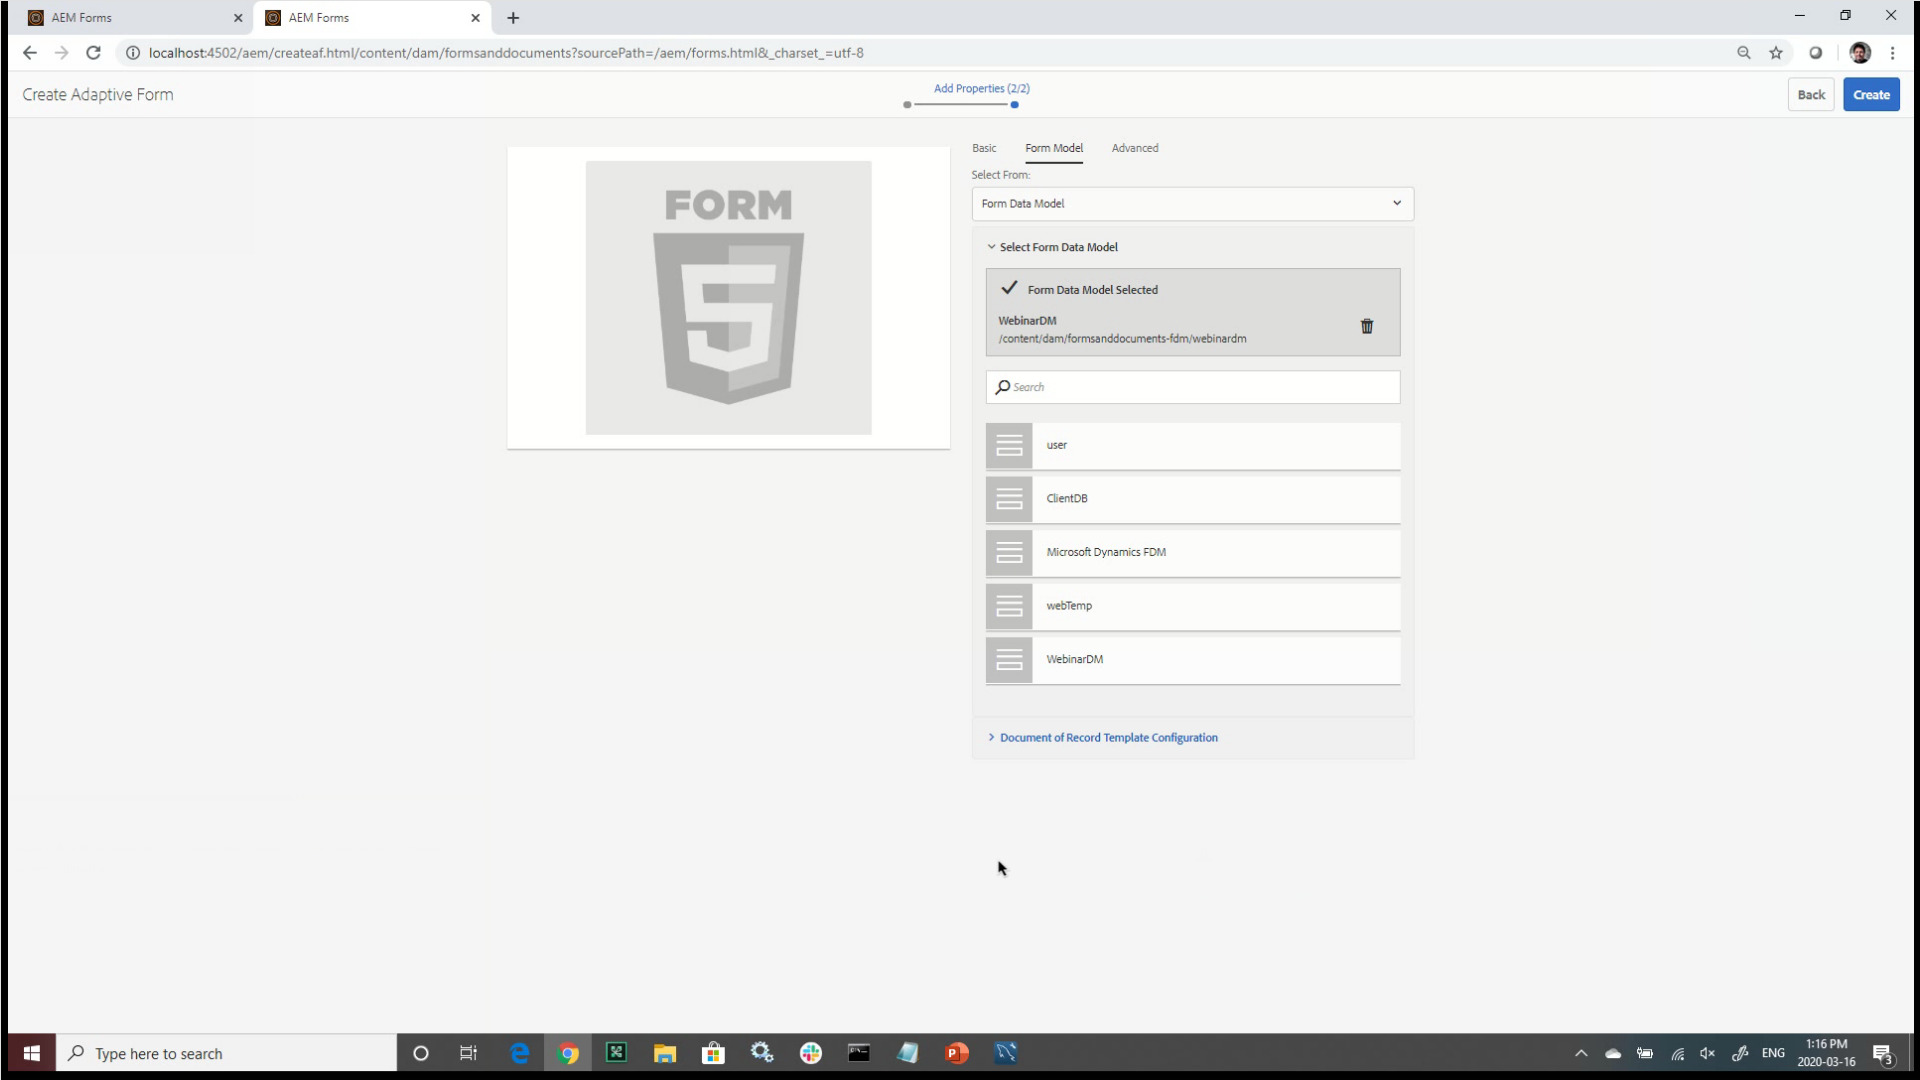 AEM Forms
AEM Forms
localhost:4502/aem/createaf.html/content/dam/formsanddocuments?sourcePath=/aem/forms.html&_charset_=utf-8
Create Adaptive Form
Add Properties (2/2)
Back
Create
Basic
Form Model
Advanced
Select From:
Form Data Model
FORM
5
Select Form Data Model
Form Data Model Selected
WebinarDM
/content/dam/formsanddocuments-fdm/webinardm
Search
user
ClientDB
Microsoft Dynamics FDM
webTemp
WebinarDM
Document of Record Template Configuration
Type here to search
ENG
1:16 PM
2020-03-16
3